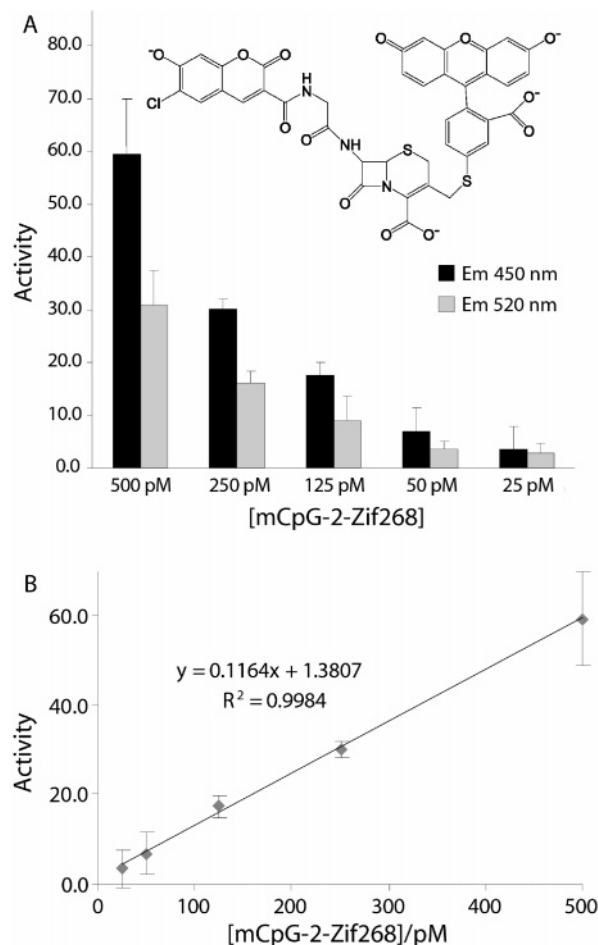 A
80.0
70.0
60.0
50.0
40.0
30.0
20.0
10.0
0.0
Activity
⁻O
O
O
Cl
O
NH
O
NH
O
S
N
O
O⁻
S
O
O
O⁻
O⁻
O
Em 450 nm
Em 520 nm
500 pM 250 pM 125 pM 50 pM 25 pM
[mCpG-2-Zif268]
B
60.0
40.0
20.0
0.0
Activity
y = 0.1164x + 1.3807
R² = 0.9984
0 100 200 300 400 500
[mCpG-2-Zif268]/pM